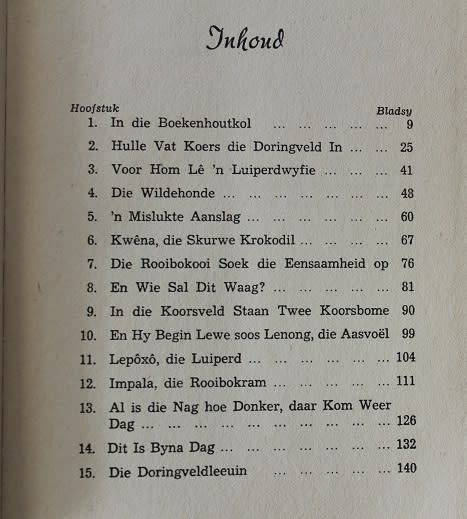 Inhoud
Hoofstuk Bladsy
1. In die Boekenhoutkol ... ... ... ... ... 9
2. Hulle Vat Koers die Doringveld In ... ... 25
3. Voor Hom Lê 'n Luiperdwyfie ... ... ... 41
4. Die Wildehonde ... ... ... ... ... ... ... 48
5. 'n Mislukte Aanslag ... ... ... ... ... ... 60
6. Kwêna, die Skurwe Krokodil ... ... ... ... 67
7. Die Rooibokooi Soek die Eensaamheid op 76
8. En Wie Sal Dit Waag? ... ... ... ... ... 81
9. In die Koorsveld Staan Twee Koorsbome 90
10. En Hy Begin Lewe soos Lenong, die Aasvoël 99
11. Lepôxô, die Luiperd ... ... ... ... ... ... 104
12. Impala, die Rooibokram ... ... ... ... ... 111
13. Al is die Nag hoe Donker, daar Kom Weer
Dag ... ... ... ... ... ... ... ... ... ... 126
14. Dit Is Byna Dag ... ... ... ... ... ... ... 132
15. Die Doringveldleeuin ... ... ... ... ... 140